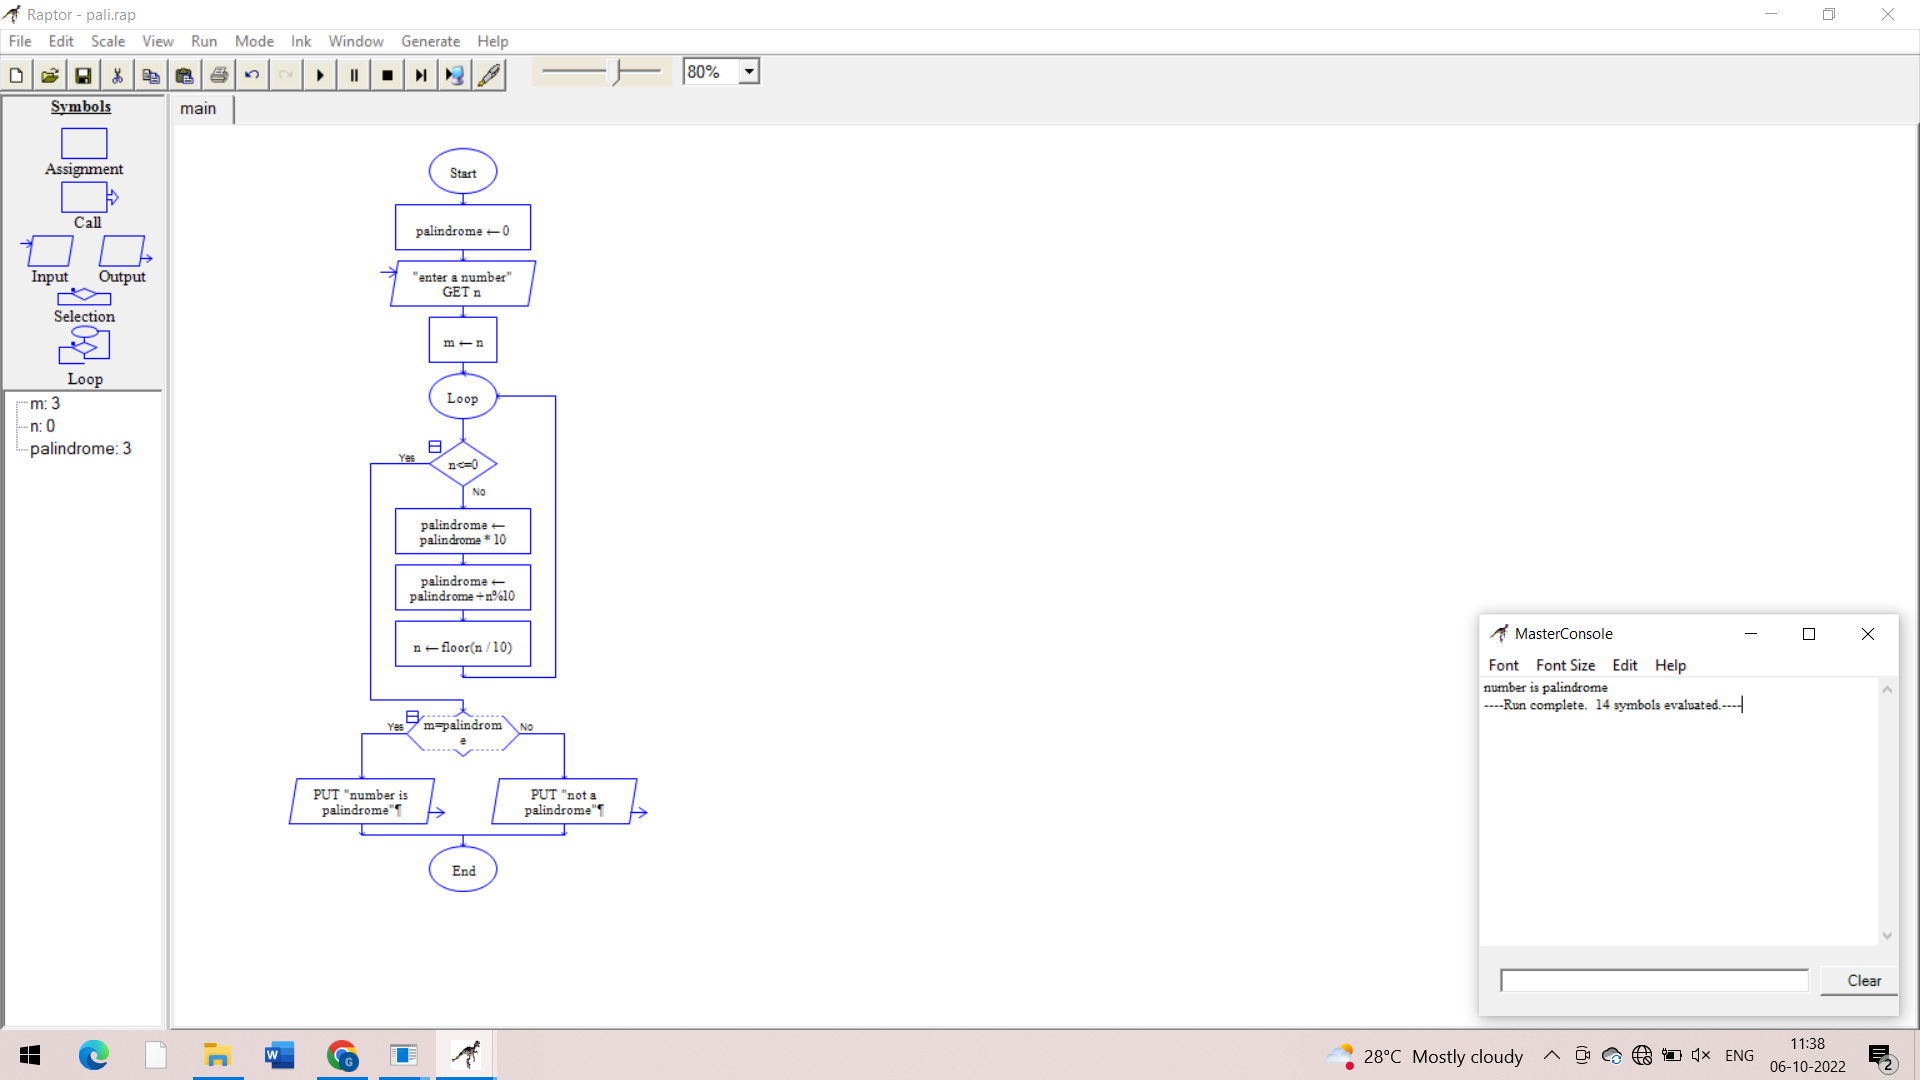 Raptor - pali.rap
File Edit Scale View Run Mode Ink Window Generate Help
80%
Symbols
main
Assignment
Call
Input Output
Selection
Loop
m: 3
n: 0
palindrome: 3
Start
palindrome ← 0
"enter a number"
GET n
m ← n
Loop
Yes
n<=0
No
palindrome ←
palindrome * 10
palindrome ←
palindrome +n%10
n ← floor(n / 10)
Yes
m=palindrom
e
No
PUT "number is
palindrome"¶
PUT "not a
palindrome"¶
End
MasterConsole
Font Font Size Edit Help
number is palindrome
----Run complete. 14 symbols evaluated.----
Clear
28°C Mostly cloudy
ENG
11:38
06-10-2022
2